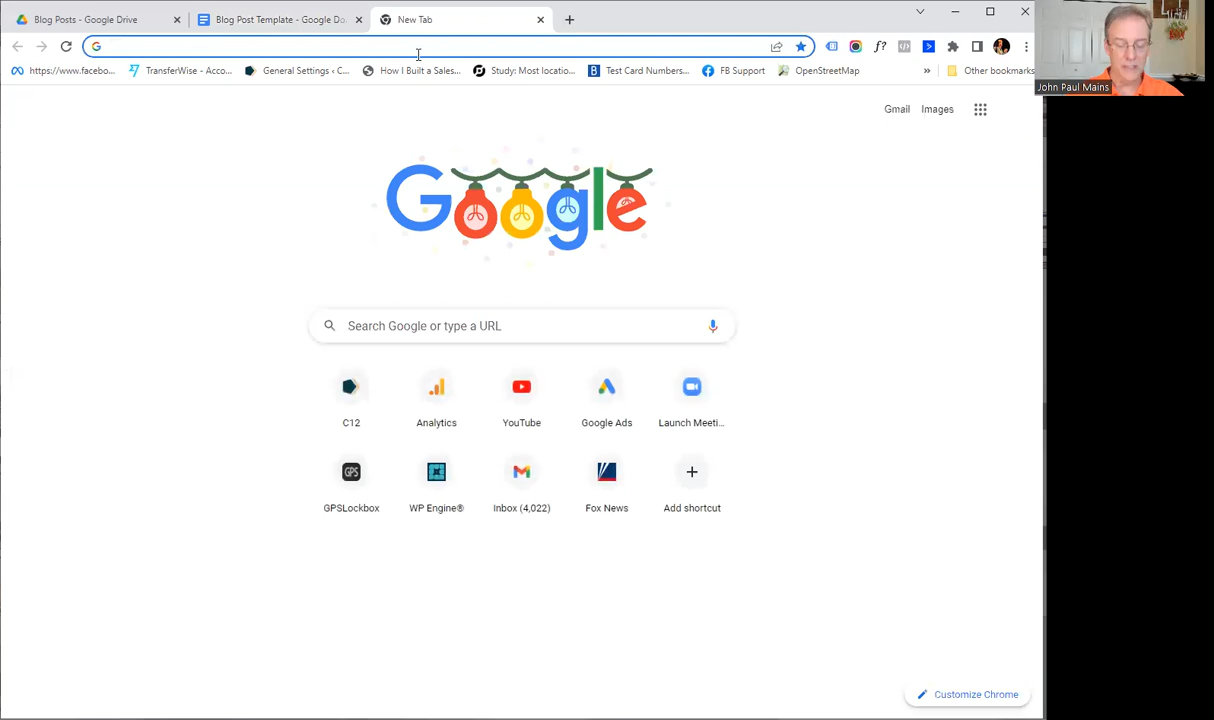 Blog Posts - Google Drive
Blog Post Template - Google Do
New Tab
f?
https://www.facebo...
TransferWise - Acco...
General Settings ‹ C...
How I Built a Sales...
Study: Most locatio...
B
Test Card Numbers...
FB Support
OpenStreetMap
»
Other bookmarks
John Paul Mains
Gmail
Images
Google
Search Google or type a URL
C12
Analytics
YouTube
Google Ads
Launch Meeti...
GPS
GPSLockbox
WP Engine®
Inbox (4,022)
Fox News
Add shortcut
Customize Chrome